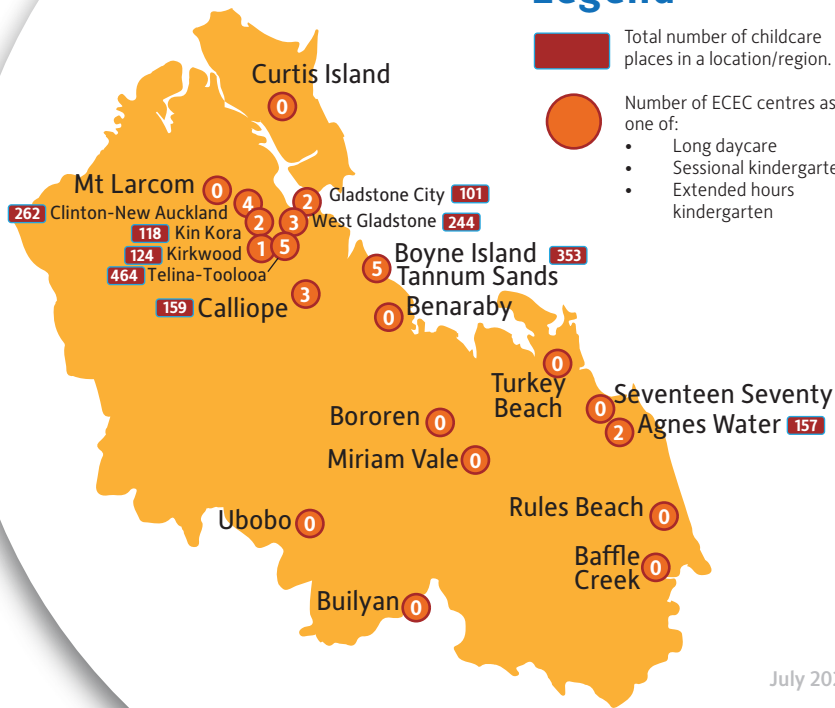 Legend
Total number of childcare
places in a location/region.
Number of ECEC centres as
one of:
• Long daycare
• Sessional
• Extended hours
kindergarten
Curtis Island
0
Mt Larcom 0
4
2 Gladstone City 101
262 Clinton-New Auckland
2
3 West Gladstone 244
118 Kin Kora
124 Kirkwood 1
5
464 Telina-Toolooa
Boyne Island 353
5 Tannum Sands
159 Calliope 3
0 Benaraby
0
Turkey
Beach
0 Seventeen Seventy
2 Agnes Water 157
Bororen 0
Miriam Vale 0
Rules Beach 0
Ubobo 0
Baffle
Creek 0
Builyan 0
July